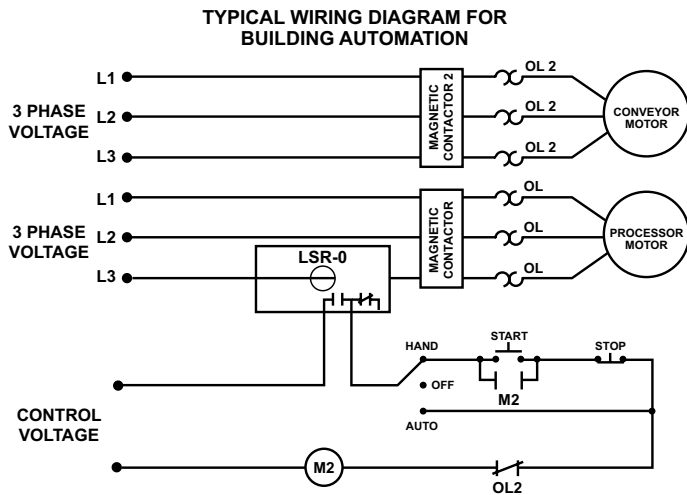 TYPICAL WIRING DIAGRAM FOR
BUILDING AUTOMATION
L1
OL 2
3 PHASE
VOLTAGE
L2
MAGNETIC
CONTACTOR 2
OL 2
CONVEYOR
MOTOR
L3
OL 2
L1
OL
3 PHASE
VOLTAGE
L2
MAGNETIC
CONTACTOR
OL
PROCESSOR
MOTOR
L3
LSR-0
OL
HAND
START
STOP
OFF
M2
AUTO
CONTROL
VOLTAGE
M2
OL2